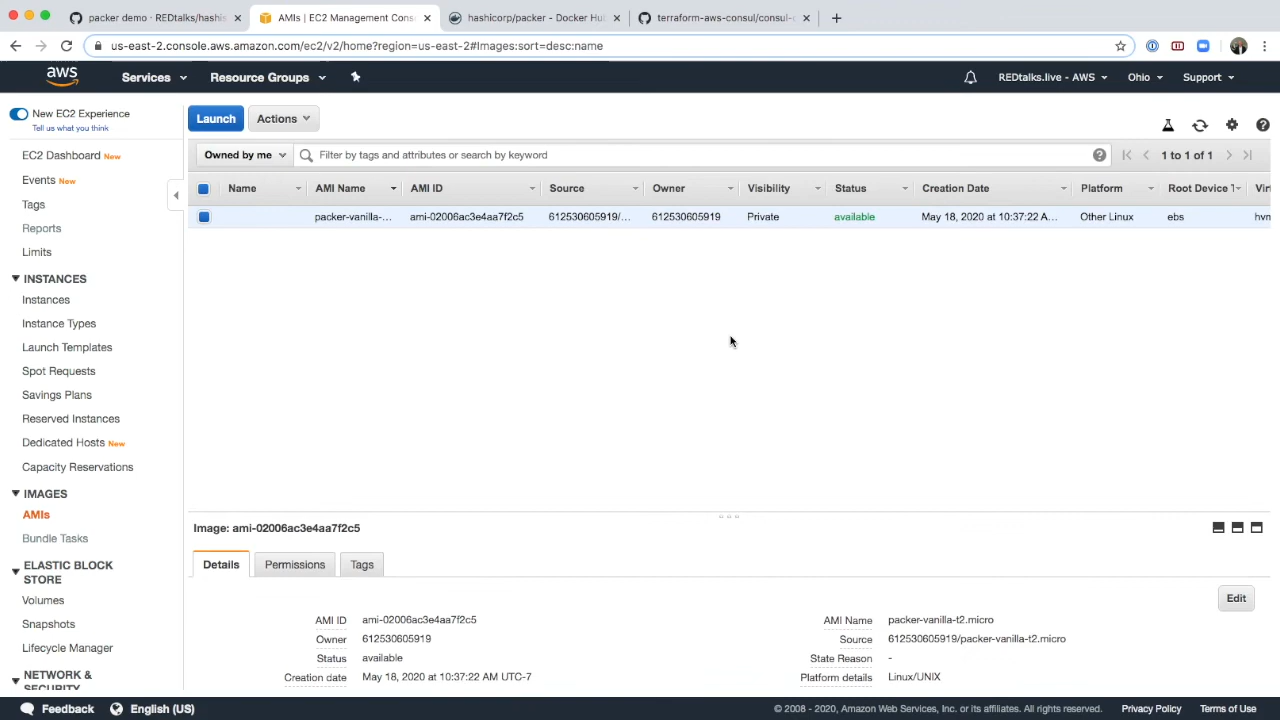 packer demo · REDtalks/hashis
AMIs | EC2 Management Cons
hashicorp/packer - Docker Hu
terraform-aws-consul/consul-c
us-east-2.console.aws.amazon.com/ec2/v2/home?region=us-east-2#Images:sort=desc:name
aws
Services
Resource Groups
REDtalks.live - AWS
Ohio
Support
New EC2 Experience
Tell us what you think
EC2 Dashboard New
Events New
Tags
Reports
Limits
INSTANCES
Instances
Instance Types
Launch Templates
Spot Requests
Savings Plans
Reserved Instances
Dedicated Hosts New
Capacity Reservations
IMAGES
AMIs
Bundle Tasks
ELASTIC BLOCK
STORE
Volumes
Snapshots
Lifecycle Manager
NETWORK &
SECURITY
Launch
Actions
Owned by me
Filter by tags and attributes or search by keyword
1 to 1 of 1
Name AMI Name AMI ID Source Owner Visibility Status Creation Date Platform Root Device T Virt
packer-vanilla-... ami-02006ac3e4aa7f2c5 612530605919/... 612530605919 Private available May 18, 2020 at 10:37:22 A... Other Linux ebs hvm
Image: ami-02006ac3e4aa7f2c5
Details
Permissions
Tags
Edit
AMI ID ami-02006ac3e4aa7f2c5
AMI Name packer-vanilla-t2.micro
Owner 612530605919
Source 612530605919/packer-vanilla-t2.micro
Status available
State Reason -
Creation date May 18, 2020 at 10:37:22 AM UTC-7
Platform details Linux/UNIX
Feedback
English (US)
© 2008 - 2020, Amazon Web Services, Inc. or its affiliates. All rights reserved.
Privacy Policy
Terms of Use